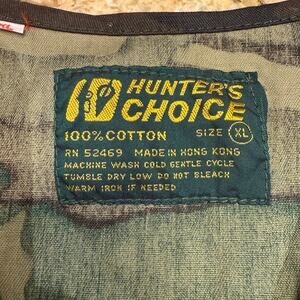 HUNTER'S
CHOICE
100% COTTON SIZE XL
RN 52469 MADE IN HONG KONG
MACHINE WASH COLD GENTLE CYCLE
TUMBLE DRY LOW DO NOT BLEACH
WARM IRON IF NEEDED